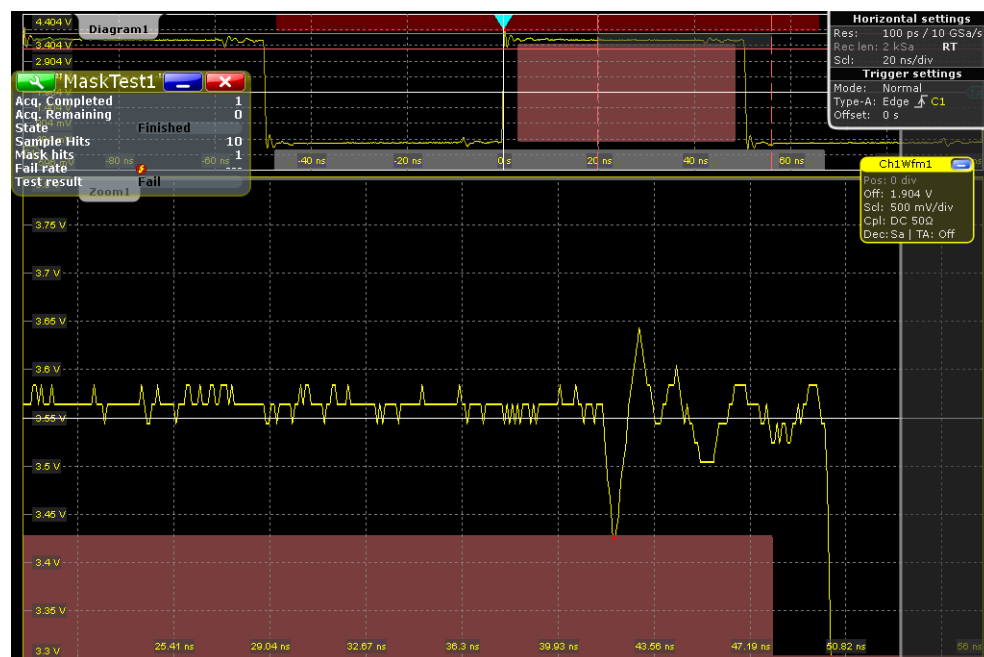 4.404 V
Diagram1
3.404 V
2.904 V
"MaskTest1"
Acq. Completed 1
Acq. Remaining 0
State Finished
Sample Hits 10
Mask hits 1
Fail rate ---
Test result Fail
-80 ns -60 ns -40 ns -20 ns 0 s 20 ns 40 ns 60 ns
Horizontal settings
Res: 100 ps / 10 GSa/s
Rec len: 2 kSa RT
Scl: 20 ns/div
Trigger settings
Mode: Normal
Type-A: Edge C1
Offset: 0 s
Ch1Wfm1
Pos: 0 div
Off: 1.904 V
Scl: 500 mV/div
Cpl: DC 50Ω
Dec: Sa | TA: Off
Zoom1
3.75 V
3.7 V
3.65 V
3.6 V
3.55 V
3.5 V
3.45 V
3.4 V
3.35 V
3.3 V
25.41 ns 29.04 ns 32.67 ns 36.3 ns 39.93 ns 43.56 ns 47.19 ns 50.82 ns 56 ns